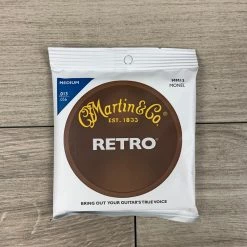 MEDIUM
.013
.056
MM13
MONEL
Martin & Co
EST. 1833
RETRO
BRING OUT YOUR GUITAR'S TRUE VOICE